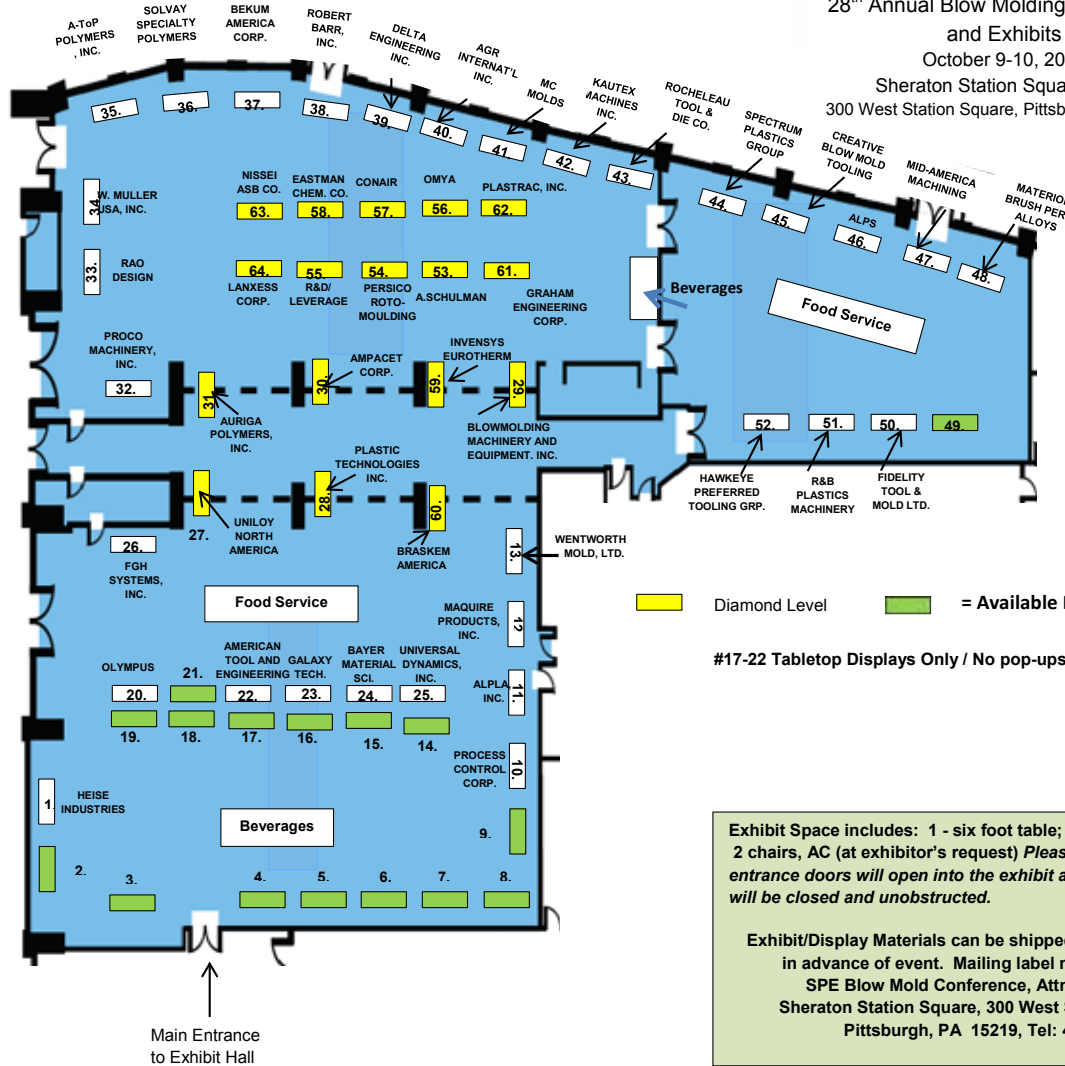 28th Annual Blow Molding
and Exhibits
October 9-10, 20
Sheraton Station Squa
300 West Station Square, Pittsb
A-ToP
POLYMERS
, INC.
SOLVAY
SPECIALTY
POLYMERS
BEKUM
AMERICA
CORP.
ROBERT
BARR,
INC.
DELTA
ENGINEERING
INC.
AGR
INTERNAT'L
INC.
MC
MOLDS
KAUTEX
MACHINES
INC.
ROCHELEAU
TOOL &
DIE CO.
SPECTRUM
PLASTICS
GROUP
CREATIVE
BLOW MOLD
TOOLING
MID-AMERICA
MACHINING
MATERION
BRUSH PER
ALLOYS
35.
36.
37.
38.
39.
40.
41.
42.
43.
44.
45.
ALPS
46.
47.
48.
34.
W. MULLER
USA, INC.
NISSEI
ASB CO.
63.
EASTMAN
CHEM. CO.
58.
CONAIR
57.
OMYA
56.
PLASTRAC, INC.
62.
33.
RAO
DESIGN
64.
LANXESS
CORP.
55.
R&D/
LEVERAGE
54.
PERSICO
ROTO-
MOULDING
53.
A.SCHULMAN
61.
GRAHAM
ENGINEERING
CORP.
Beverages
Food Service
PROCO
MACHINERY,
INC.
32.
31.
AURIGA
POLYMERS,
INC.
30.
AMPACET
CORP.
59.
INVENSYS
EUROTHERM
29.
BLOWMOLDING
MACHINERY AND
EQUIPMENT. INC.
52.
51.
50.
49.
HAWKEYE
PREFERRED
TOOLING GRP.
R&B
PLASTICS
MACHINERY
FIDELITY
TOOL &
MOLD LTD.
27.
UNILOY
NORTH
AMERICA
28.
PLASTIC
TECHNOLOGIES
INC.
60.
BRASKEM
AMERICA
13.
WENTWORTH
MOLD, LTD.
26.
FGH
SYSTEMS,
INC.
Food Service
MAQUIRE
PRODUCTS,
INC.
12
Diamond Level
= Available
#17-22 Tabletop Displays Only / No pop-ups
OLYMPUS
20.
21.
AMERICAN
TOOL AND
ENGINEERING
22.
GALAXY
TECH.
23.
BAYER
MATERIAL
SCI.
24.
UNIVERSAL
DYNAMICS,
INC.
25.
ALPLA
INC.
11.
19.
18.
17.
16.
15.
14.
PROCESS
CONTROL
CORP.
10.
1.
HEISE
INDUSTRIES
Beverages
9.
2.
3.
4.
5.
6.
7.
8.
Main Entrance
to Exhibit Hall
Exhibit Space includes: 1 - six foot table;
2 chairs, AC (at exhibitor's request) Pleas
entrance doors will open into the exhibit a
will be closed and unobstructed.
Exhibit/Display Materials can be shipped
in advance of event. Mailing label
SPE Blow Mold Conference, Attn
Sheraton Station Square, 300 West
Pittsburgh, PA 15219, Tel: 4